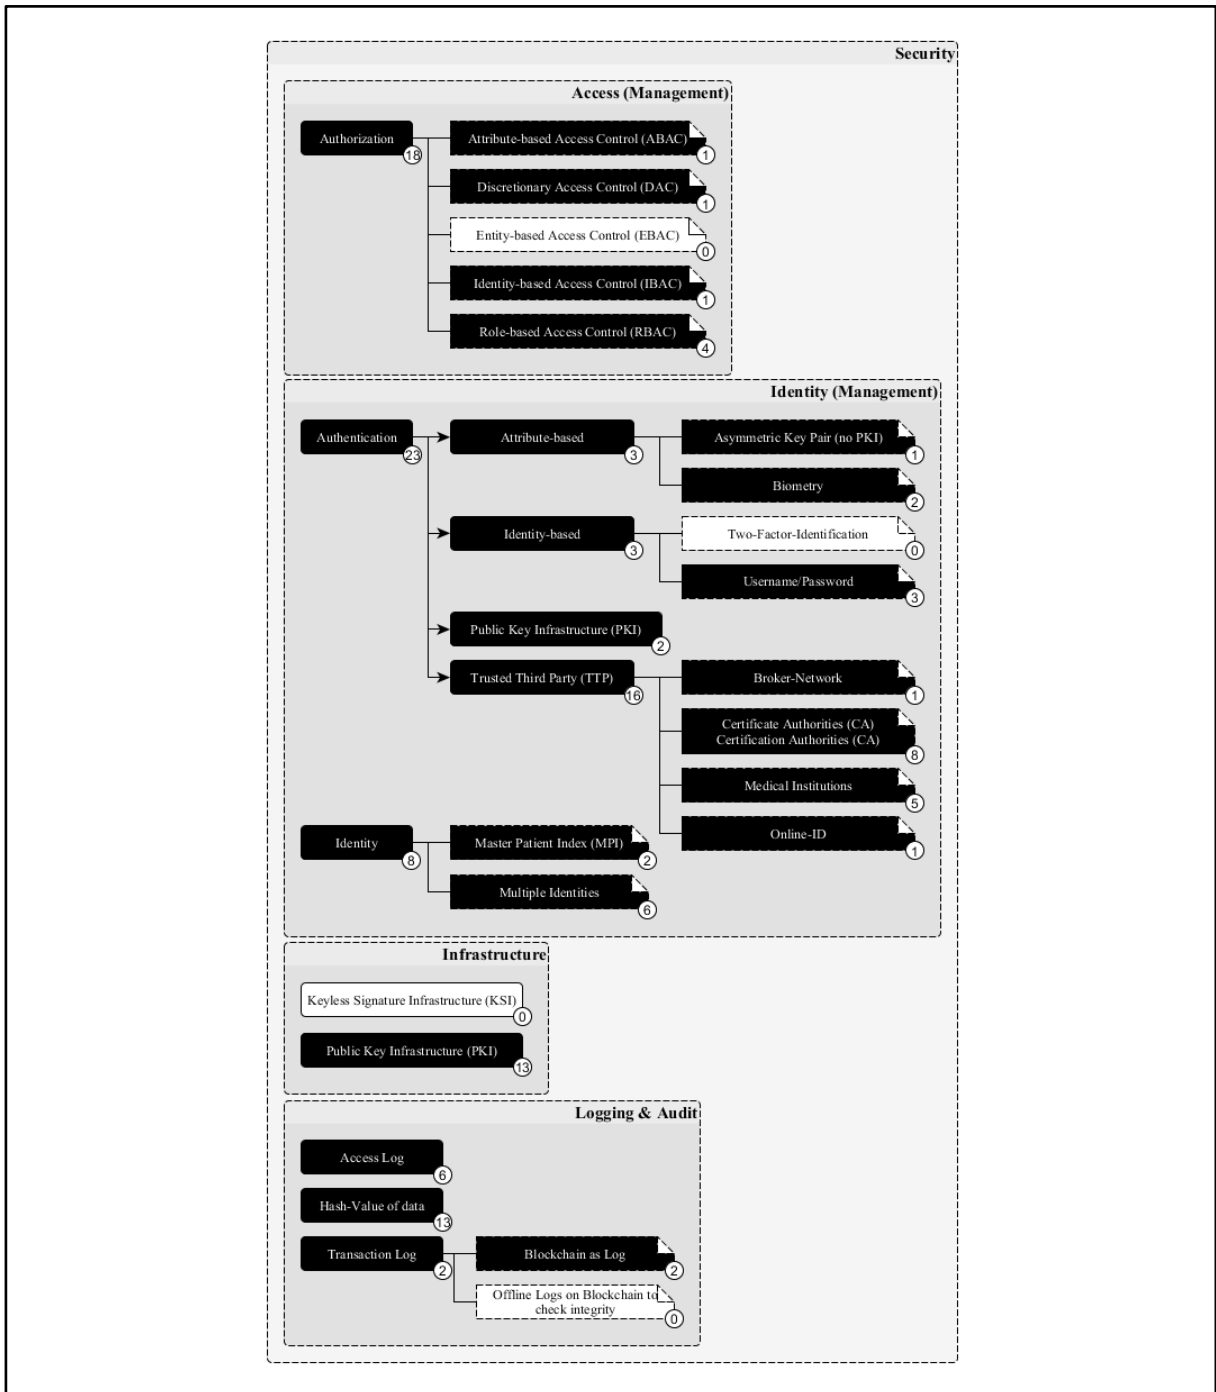 Security
Access (Management)
Authorization
18
Attribute-based Access Control (ABAC)
1
Discretionary Access Control (DAC)
1
Entity-based Access Control (EBAC)
0
Identity-based Access Control (IBAC)
1
Role-based Access Control (RBAC)
4
Identity (Management)
Authentication
23
Attribute-based
3
Asymmetric Key Pair (no PKI)
1
Biometry
2
Identity-based
3
Two-Factor-Identification
0
Username/Password
3
Public Key Infrastructure (PKI)
2
Trusted Third Party (TTP)
16
Broker-Network
1
Certificate Authorities (CA)
Certification Authorities (CA)
8
Medical Institutions
5
Online-ID
1
Identity
8
Master Patient Index (MPI)
2
Multiple Identities
6
Infrastructure
Keyless Signature Infrastructure (KSI)
0
Public Key Infrastructure (PKI)
13
Logging & Audit
Access Log
6
Hash-Value of data
13
Transaction Log
2
Blockchain as Log
2
Offline Logs on Blockchain to
check integrity
0